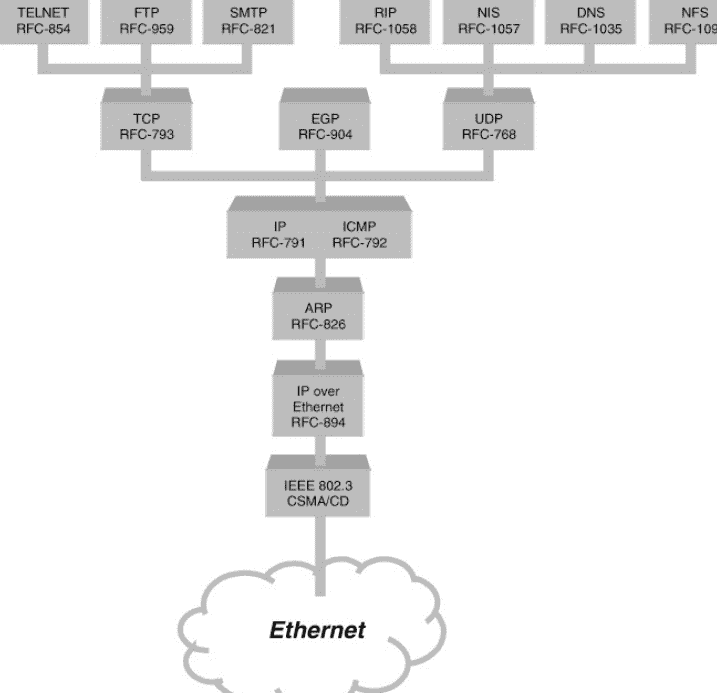 TELNET
RFC-854
FTP
RFC-959
SMTP
RFC-821
RIP
RFC-1058
NIS
RFC-1057
DNS
RFC-1035
NFS
RFC-109
TCP
RFC-793
EGP
RFC-904
UDP
RFC-768
IP
RFC-791
ICMP
RFC-792
ARP
RFC-826
IP over
Ethernet
RFC-894
IEEE 802.3
CSMA/CD
Ethernet